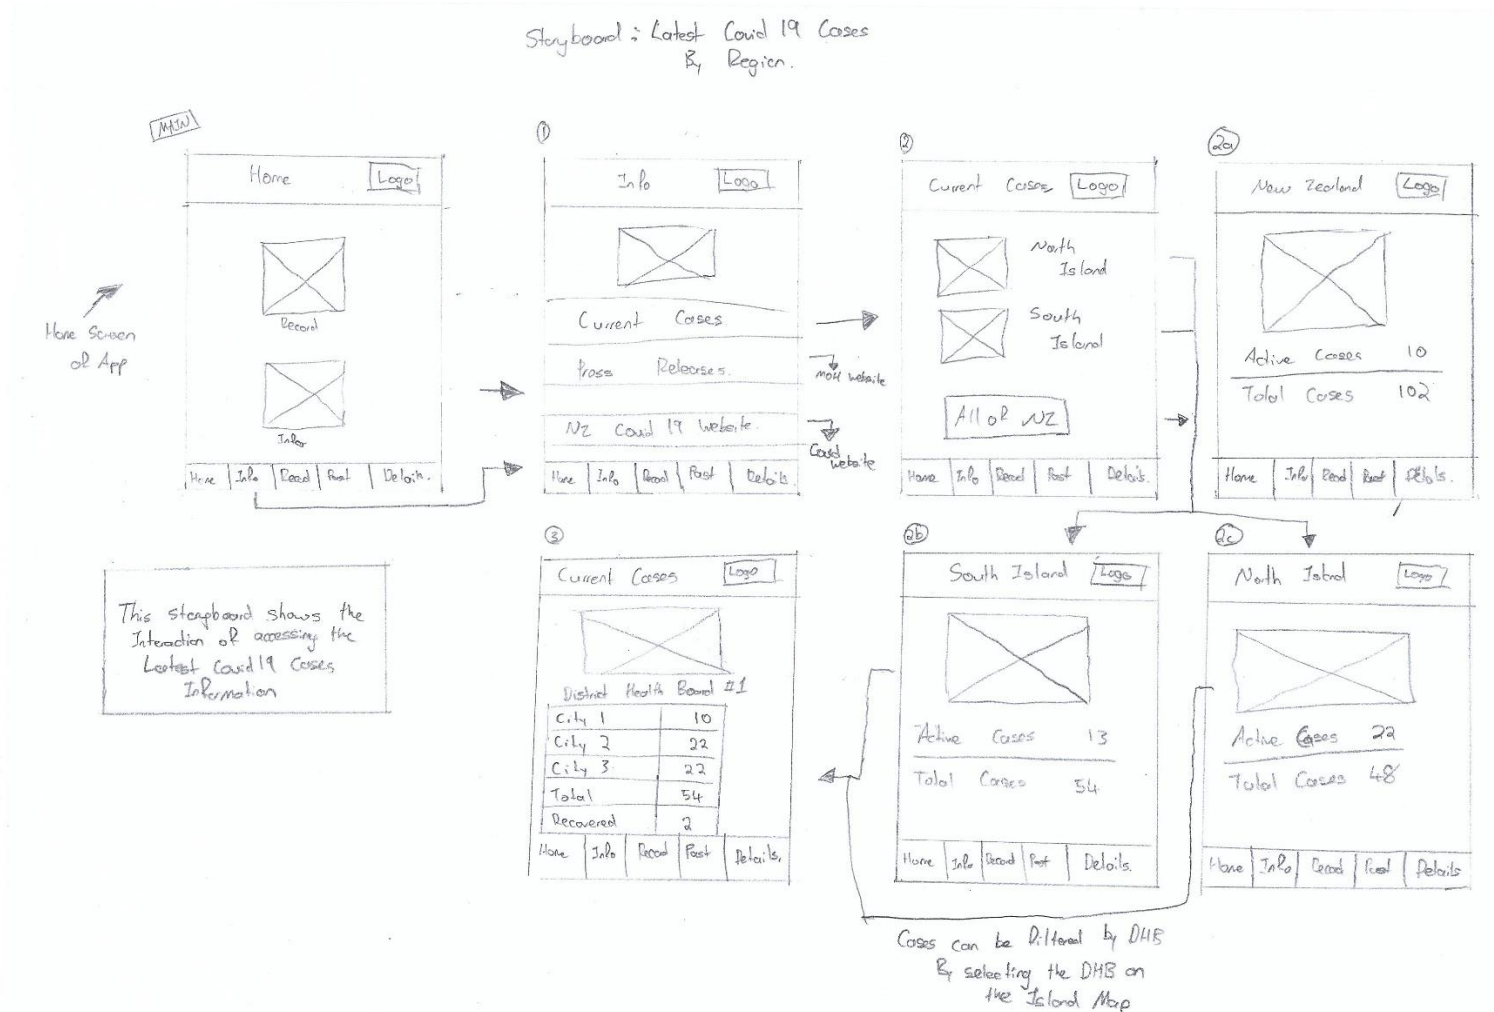 Storyboard : Latest Covid 19 Cases
By Region.
MAIN
Home Logo
Record
Info
Home Info Record Past Details.
Home Screen
of App
1
Info Logo
Current Cases
Press Releases.
NZ Covid 19 Website.
Home Info Record Past Details.
MOH website
Covid
website
2
Current Cases Logo
North
Island
South
Island
All of NZ
Home Info Record Past Details.
2a
New Zealand Logo
Active Cases 10
Total Cases 102
Home Info Record Past Details.
This storyboard shows the
Interaction of accessing the
Latest Covid 19 Cases
Information
3
Current Cases Logo
District Health Board #1
City 1 10
City 2 22
City 3 22
Total 54
Recovered 2
Home Info Record Past Details.
2b
South Island Logo
Active Cases 13
Total Cases 54
Home Info Record Past Details.
2c
North Island Logo
Active Cases 22
Total Cases 48
Home Info Record Past Details
Cases can be filtered by DHB
By selecting the DHB on
the Island Map